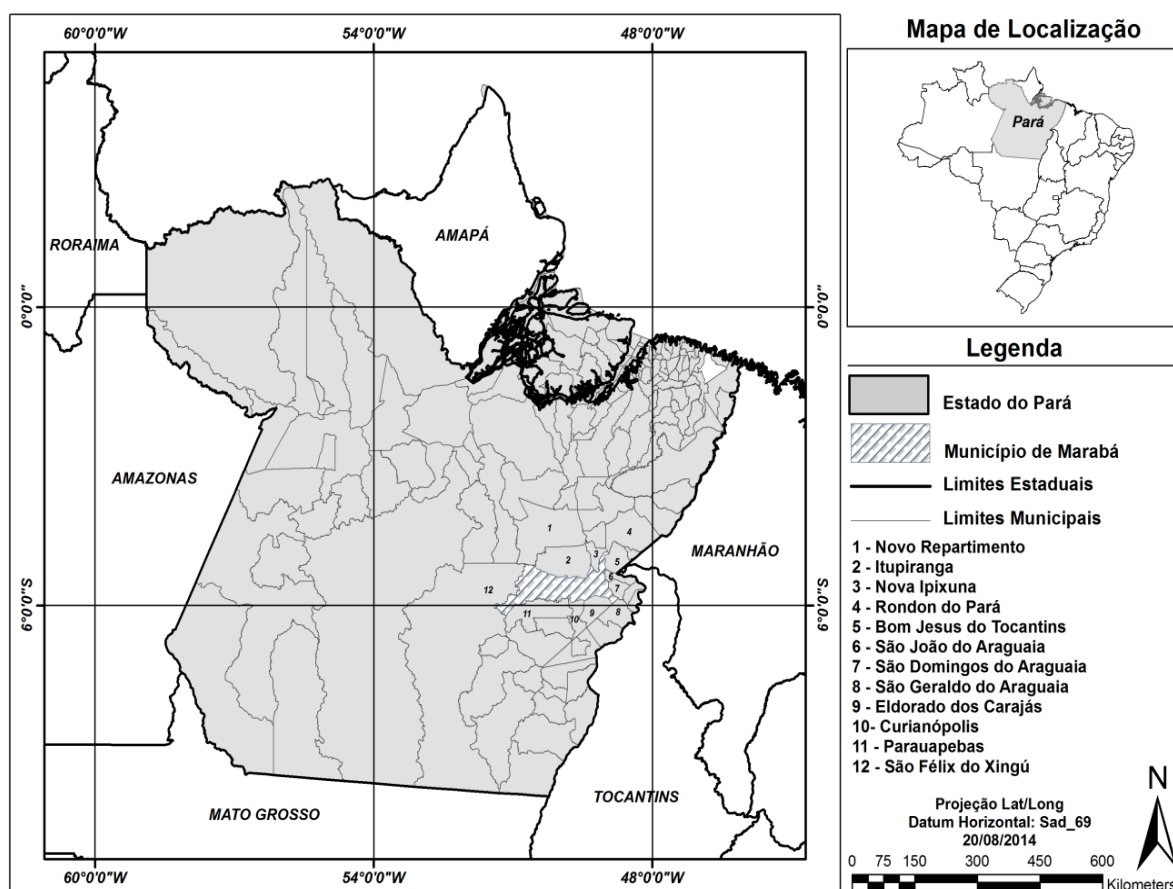 60°0'0"W 54°0'0"W 48°0'0"W
RORAIMA
AMAPÁ
0°0'0" 0°0'0"
AMAZONAS
MARANHÃO
1
2
3
4
5
6
7
12
6°0'0"S 6°0'0"S
11
10
9
8
MATO GROSSO
TOCANTINS
60°0'0"W 54°0'0"W 48°0'0"W
Mapa de Localização
Pará
Legenda
Estado do Pará
Município de Marabá
Limites Estaduais
Limites Municipais
1 - Novo Repartimento
2 - Itupiranga
3 - Nova Ipixuna
4 - Rondon do Pará
5 - Bom Jesus do Tocantins
6 - São João do Araguaia
7 - São Domingos do Araguaia
8 - São Geraldo do Araguaia
9 - Eldorado dos Carajás
10- Curianópolis
11 - Parauapebas
12 - São Félix do Xingú
Projeção Lat/Long
Datum Horizontal: Sad_69
20/08/2014
N
0 75 150 300 450 600
Kilometers